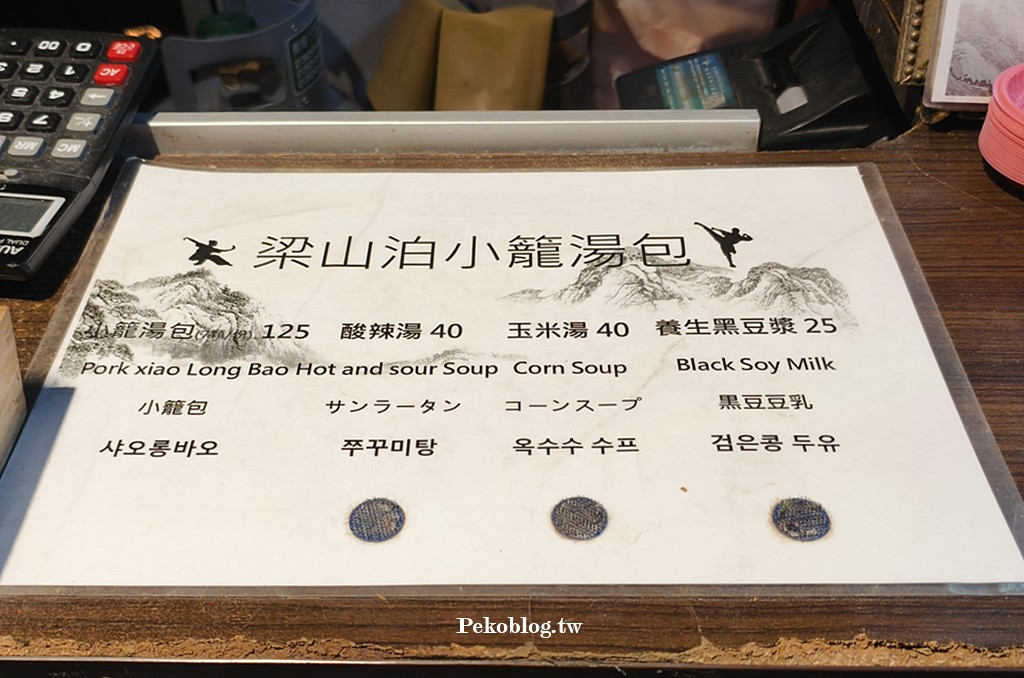 梁山泊小籠湯包
小籠湯包 125 酸辣湯 40 玉米湯 40 養生黑豆漿 25
Pork xiao Long Bao Hot and sour Soup Corn Soup Black Soy Milk
小籠包 サンラータン コーンスープ 黒豆豆乳
샤오롱바오 쭈꾸미탕 옥수수 수프 검은콩 두유
Pekoblog.tw